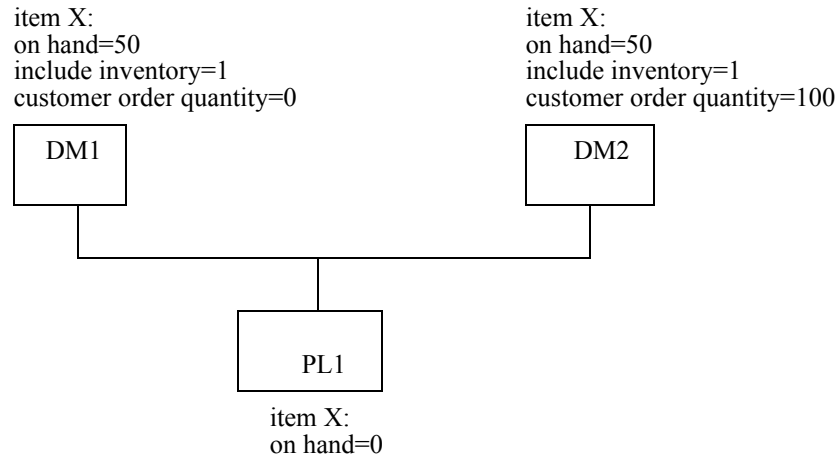 item X:
on hand=50
include inventory=1
customer order quantity=0
item X:
on hand=50
include inventory=1
customer order quantity=100
DM1
DM2
PL1
item X:
on hand=0